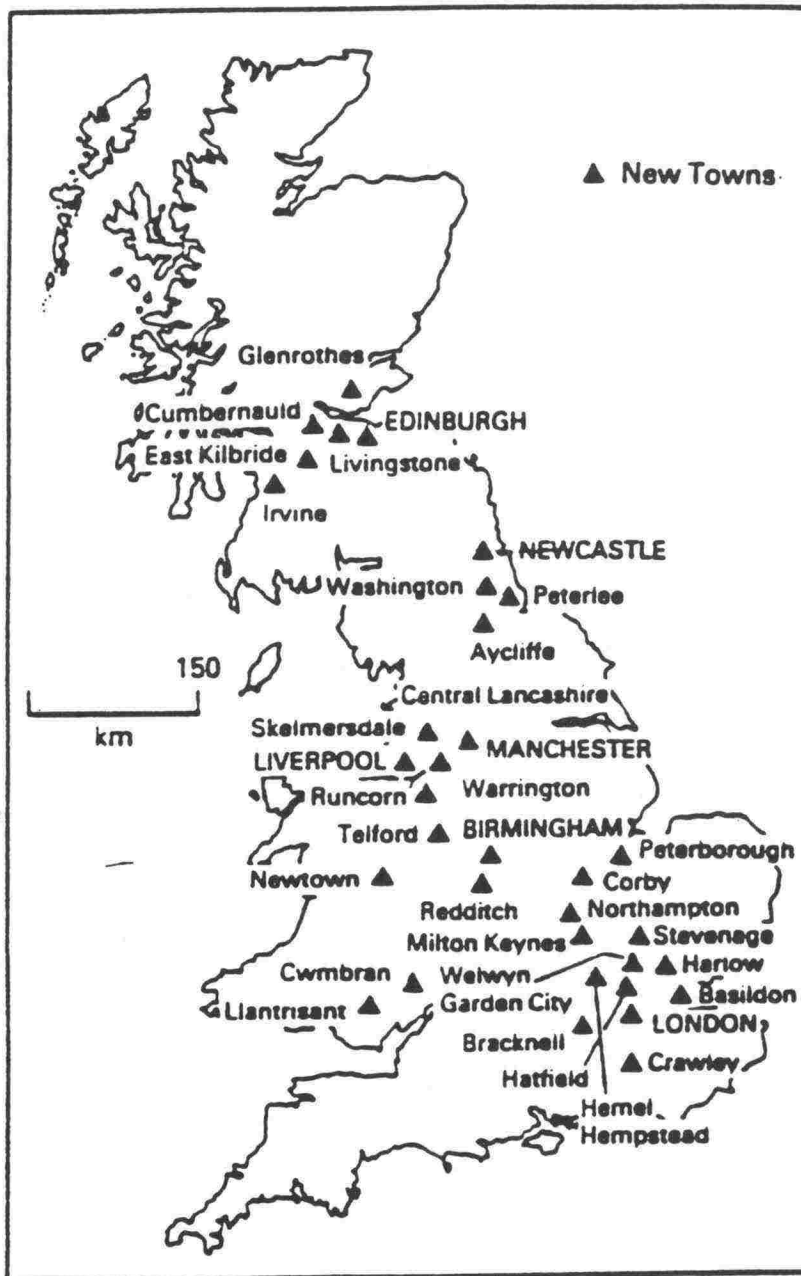 ▲ New Towns
Glenrothes
Cumbernauld
EDINBURGH
East Kilbride
Livingstone
Irvine
NEWCASTLE
Washington
Peterlee
Aycliffe
150
km
Central Lancashire
Skelmersdale
MANCHESTER
LIVERPOOL
Runcorn
Warrington
Telford
BIRMINGHAM
Peterborough
Newtown
Corby
Redditch
Northampton
Milton Keynes
Stevenage
Cwmbran
Welwyn
Garden City
Harlow
Llantrisant
Basildon
LONDON
Bracknell
Hatfield
Crawley
Hemel
Hempstead